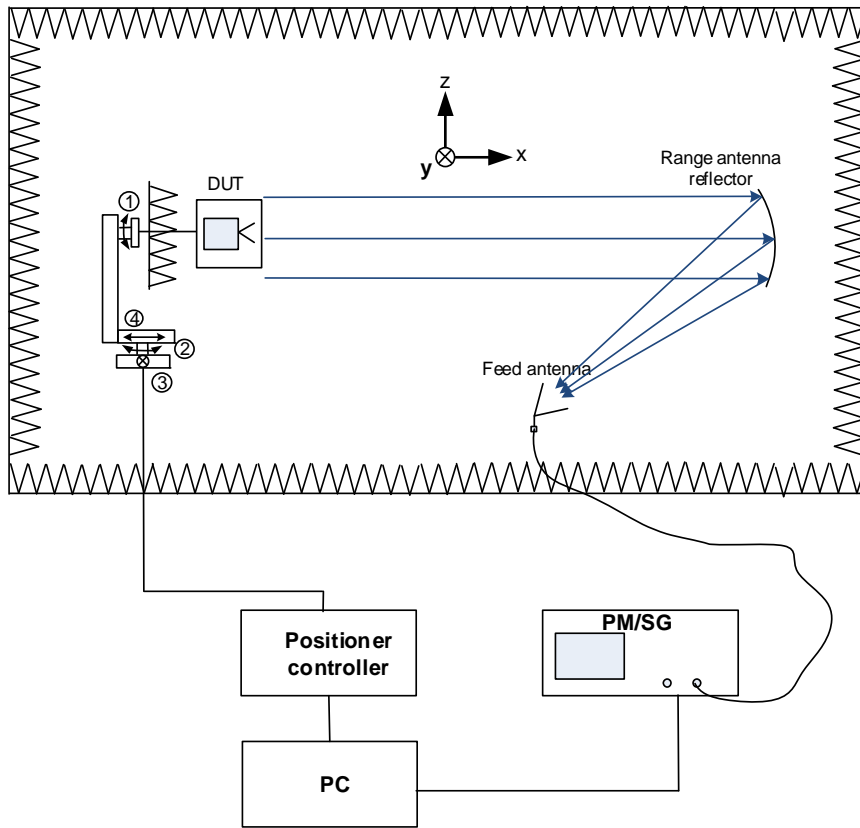 z
x
y
Range antenna
reflector
DUT
①
④
②
③
Feed antenna
Positioner
controller
PM/SG
PC